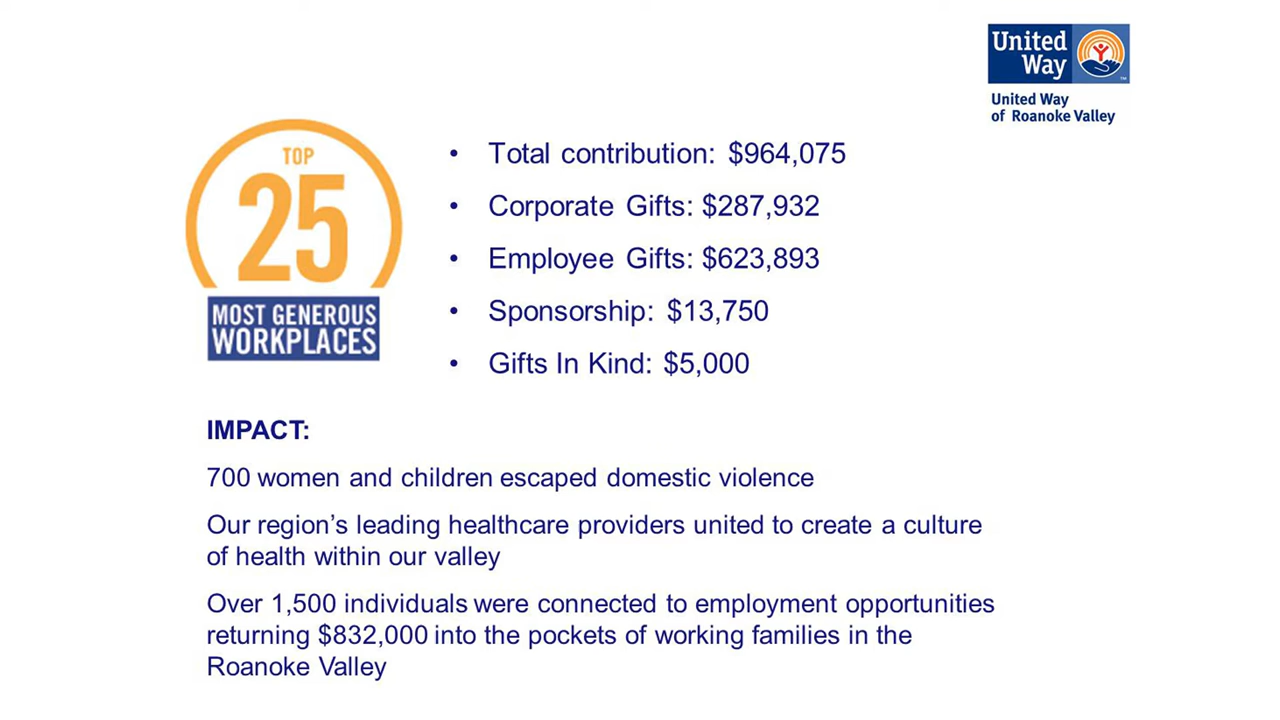 United
Way
United Way
of Roanoke Valley
TOP
25
MOST GENEROUS
WORKPLACES
• Total contribution: $964,075
• Corporate Gifts: $287,932
• Employee Gifts: $623,893
• Sponsorship: $13,750
• Gifts In Kind: $5,000
IMPACT:
700 women and children escaped domestic violence
Our region’s leading healthcare providers united to create a culture
of health within our valley
Over 1,500 individuals were connected to employment opportunities
returning $832,000 into the pockets of working families in the
Roanoke Valley